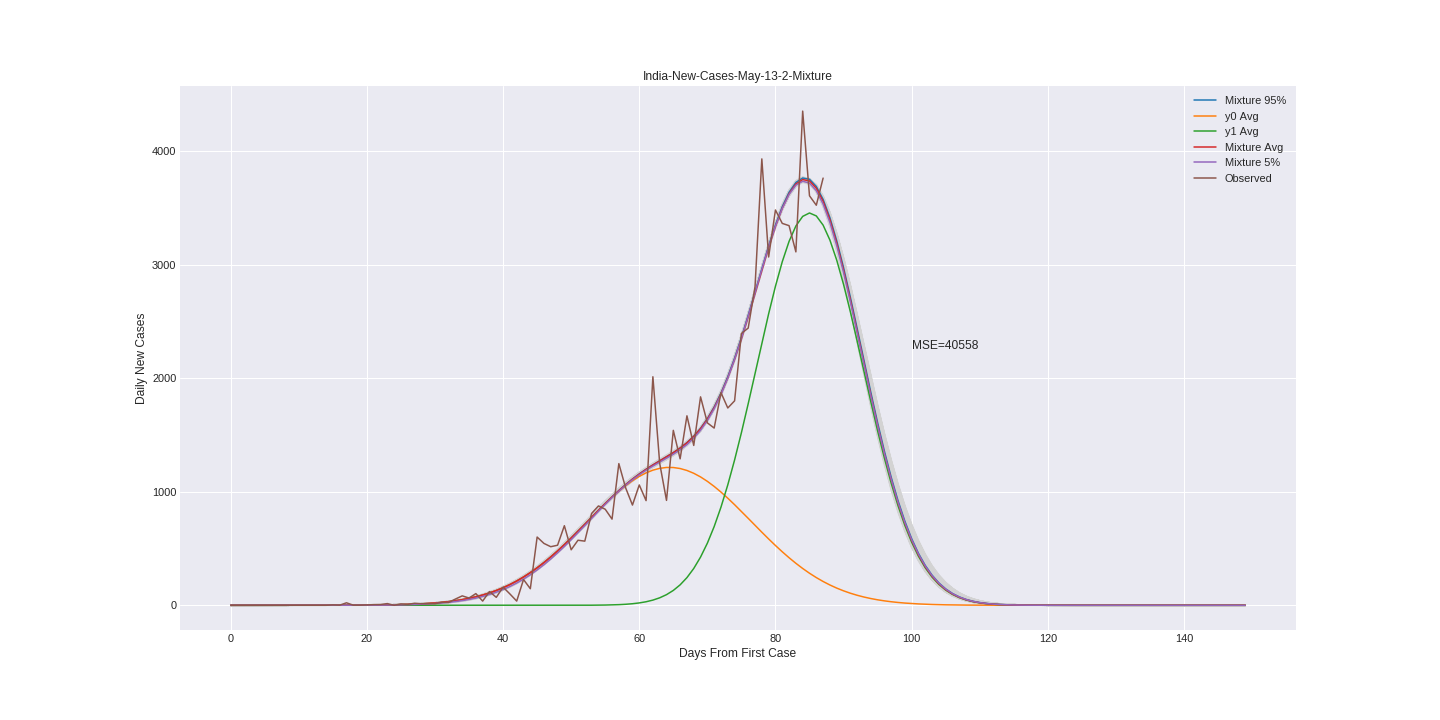 India-New-Cases-May-13-2-Mixture
Mixture 95%
y0 Avg
y1 Avg
Mixture Avg
Mixture 5%
Observed
MSE=40558
Daily New Cases
4000
3000
2000
1000
0
0 20 40 60 80 100 120 140
Days From First Case